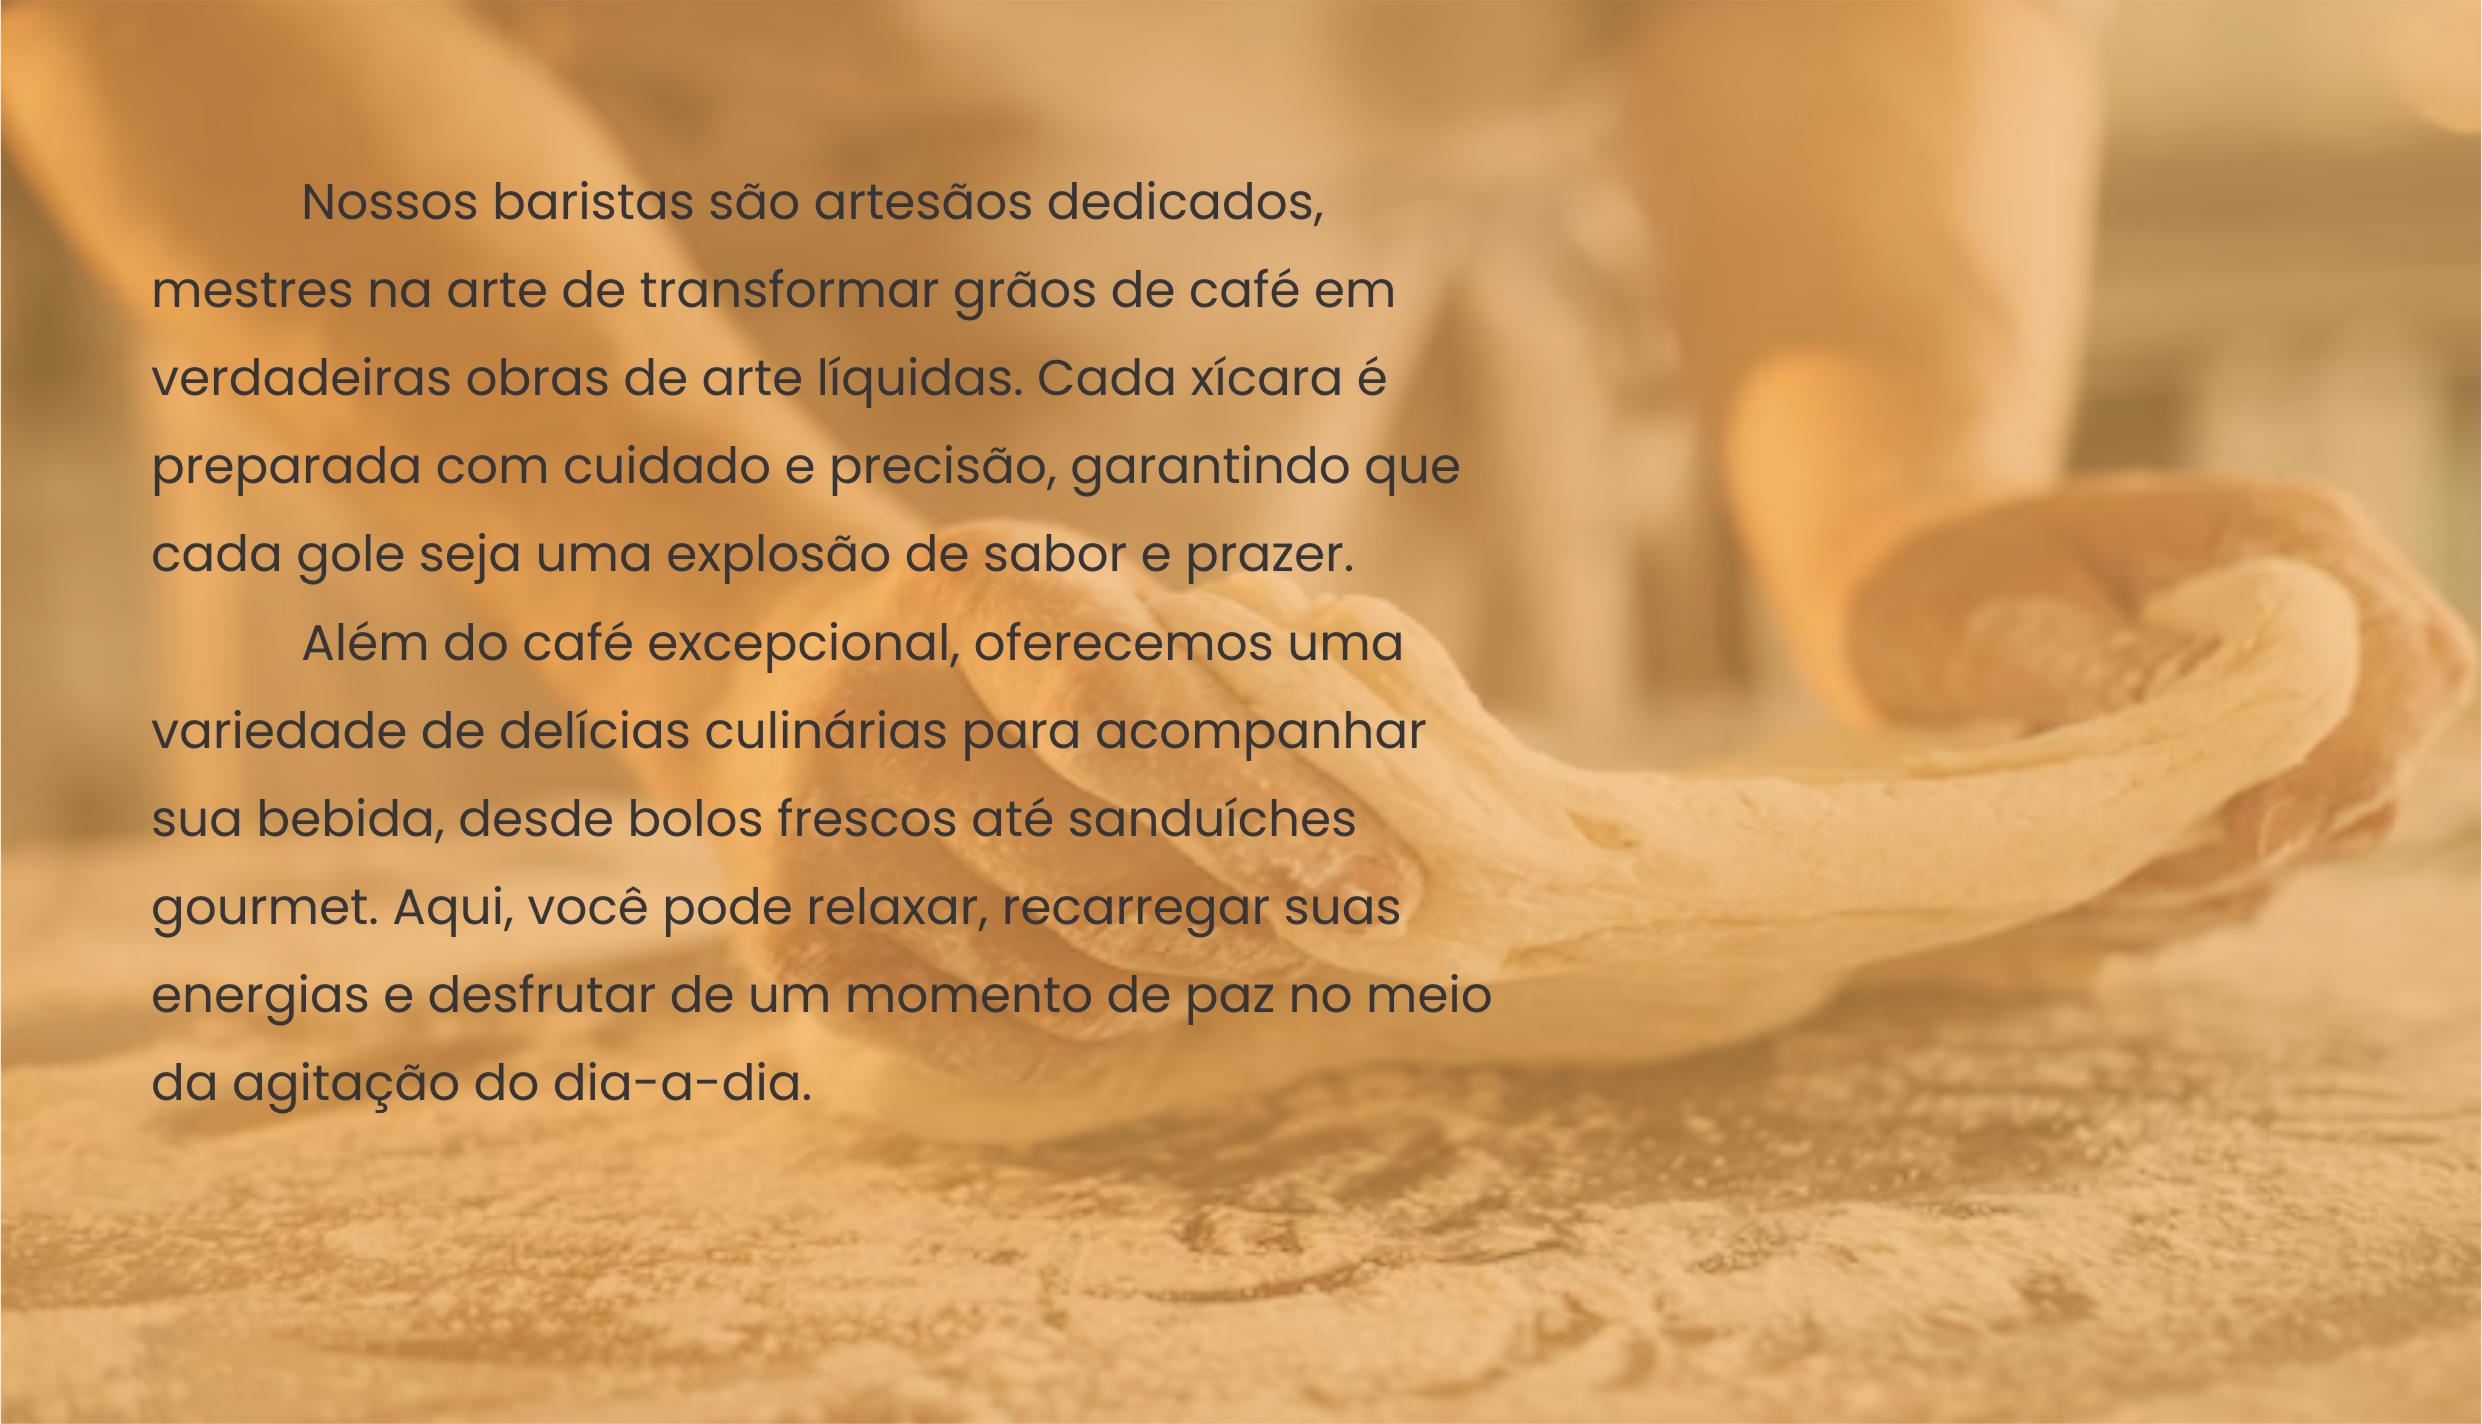 Nossos baristas são artesãos dedicados,
mestres na arte de transformar grãos de café em
verdadeiras obras de arte líquidas. Cada xícara é
preparada com cuidado e precisão, garantindo que
cada gole seja uma explosão de sabor e prazer.
Além do café excepcional, oferecemos uma
variedade de delícias culinárias para acompanhar
sua bebida, desde bolos frescos até sanduíches
gourmet. Aqui, você pode relaxar, recarregar suas
energias e desfrutar de um momento de paz no meio
da agitação do dia-a-dia.